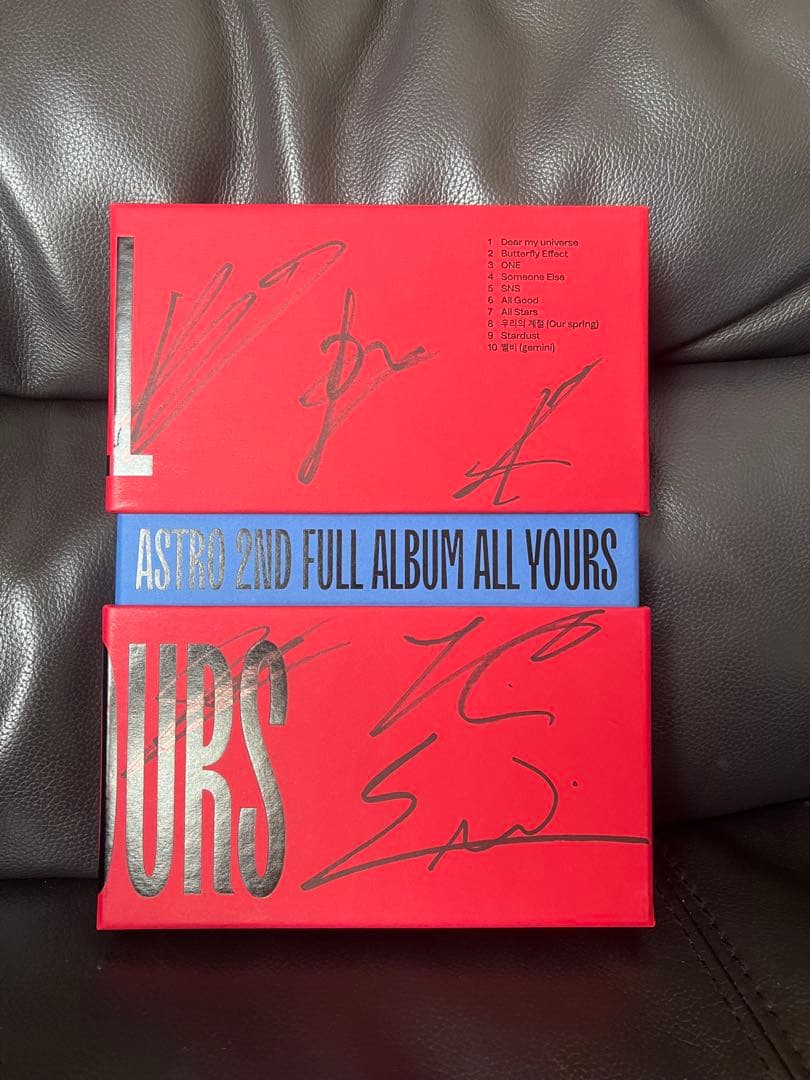 L
1 Dear my universe
2 Butterfly Effect
3 ONE
4 Someone Else
5 SNS
6 All Good
7 All Stars
8 우리의 계절 (Our spring)
9 Stardust
10 별비 (gemini)
ASTRO 2ND FULL ALBUM ALL YOURS
URS